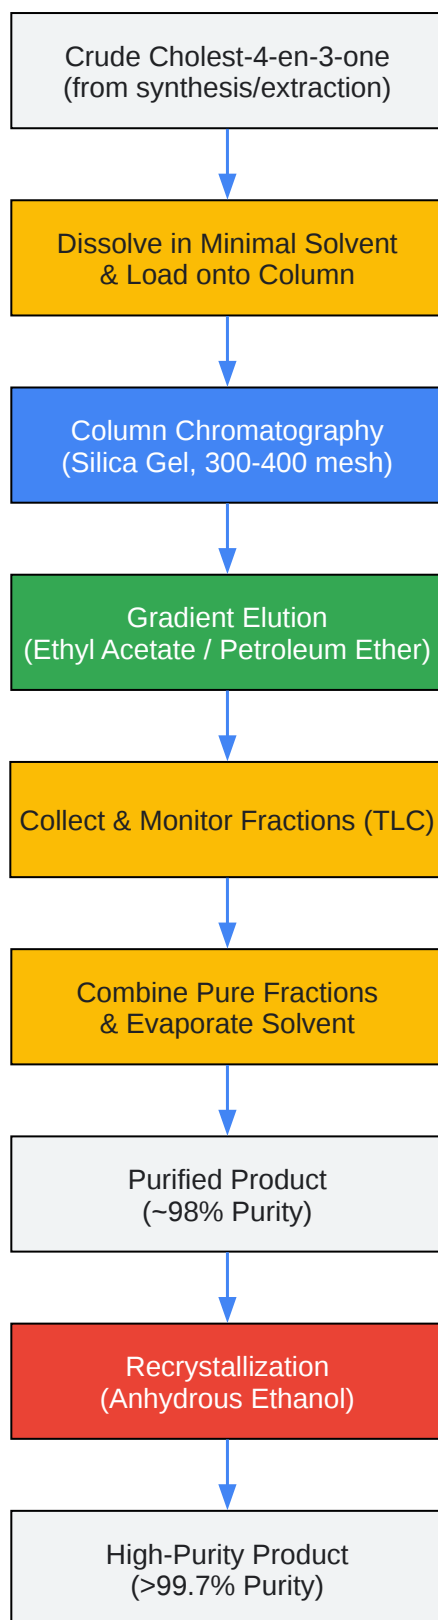 Crude Cholest-4-en-3-one
(from synthesis/extraction)
Dissolve in Minimal Solvent
& Load onto Column
Column Chromatography
(Silica Gel, 300-400 mesh)
Gradient Elution
(Ethyl Acetate / Petroleum Ether)
Collect & Monitor Fractions (TLC)
Combine Pure Fractions
& Evaporate Solvent
Purified Product
(~98% Purity)
Recrystallization
(Anhydrous Ethanol)
High-Purity Product
(>99.7% Purity)